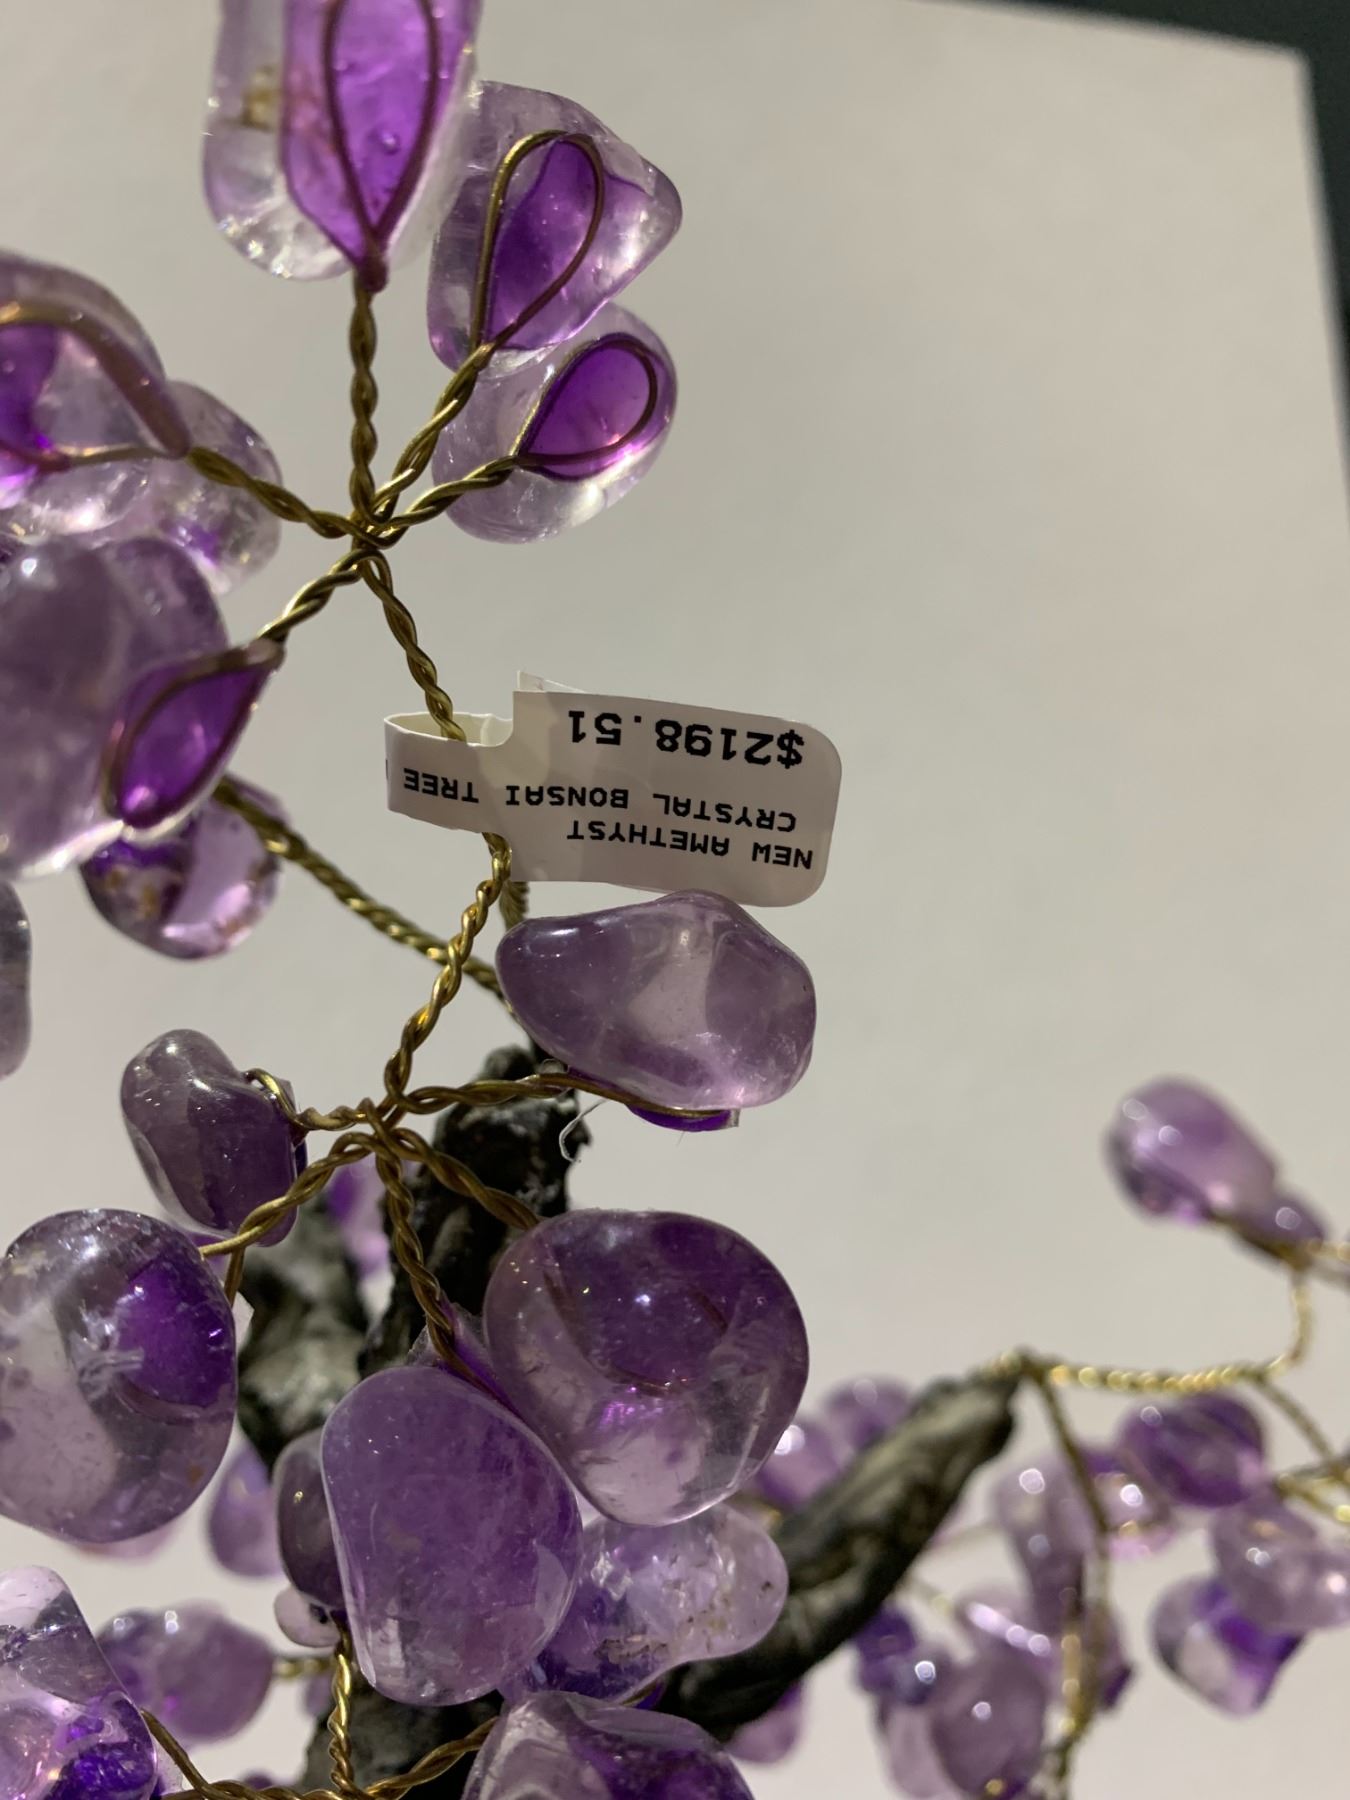 NEW AMETHYST
CRYSTAL BONSAI TREE
$2198.51